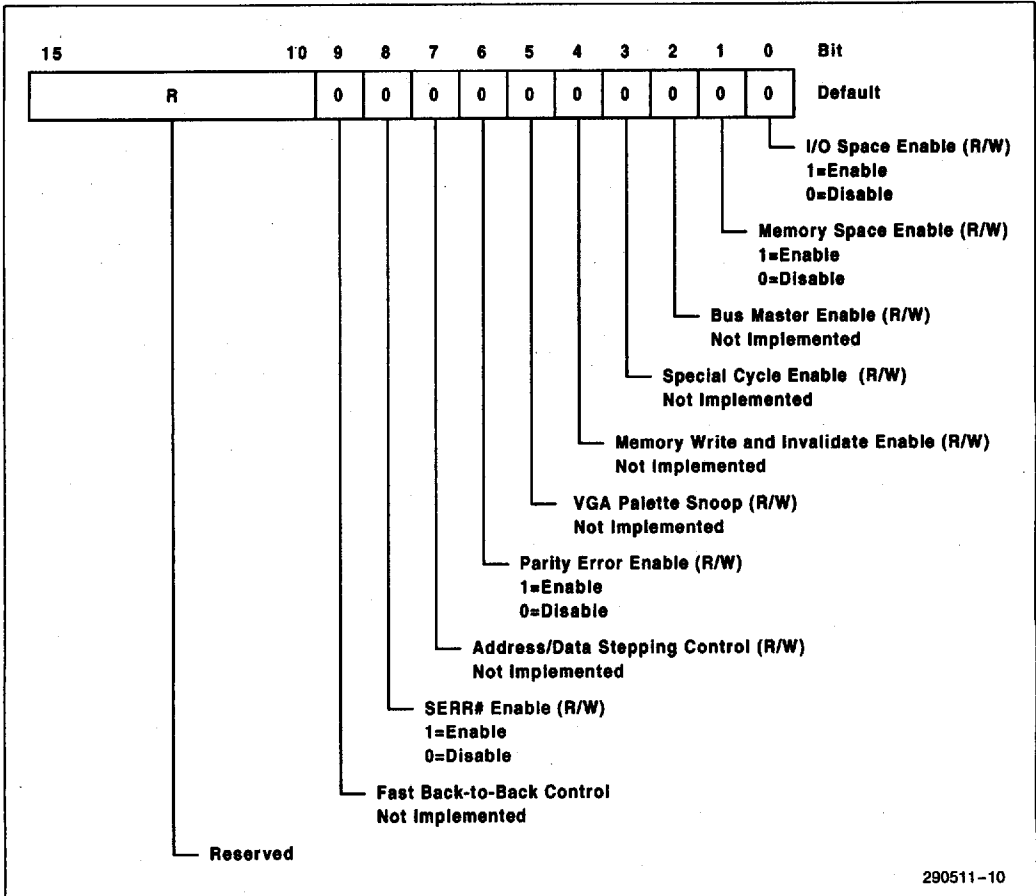 15 10 9 8 7 6 5 4 3 2 1 0 Bit
R 0 0 0 0 0 0 0 0 0 0 Default
I/O Space Enable (R/W)
1=Enable
0=Disable
Memory Space Enable (R/W)
1=Enable
0=Disable
Bus Master Enable (R/W)
Not Implemented
Special Cycle Enable (R/W)
Not Implemented
Memory Write and Invalidate Enable (R/W)
Not Implemented
VGA Palette Snoop (R/W)
Not Implemented
Parity Error Enable (R/W)
1=Enable
0=Disable
Address/Data Stepping Control (R/W)
Not Implemented
SERR# Enable (R/W)
1=Enable
0=Disable
Fast Back-to-Back Control
Not Implemented
Reserved
290511-10